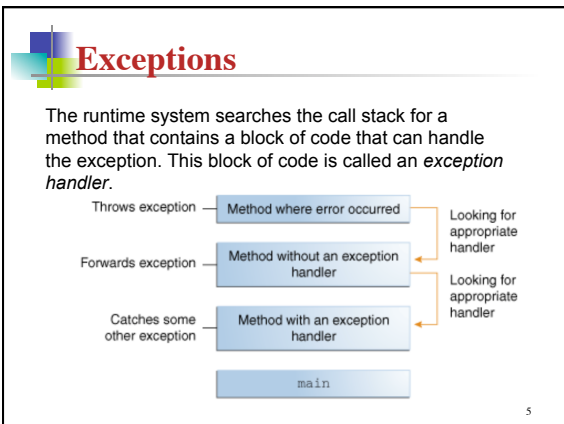 Exceptions
The runtime system searches the call stack for a
method that contains a block of code that can handle
the exception. This block of code is called an exception
handler.
Throws exception
Method where error occurred
Looking for
appropriate
handler
Forwards exception
Method without an exception
handler
Looking for
appropriate
handler
Catches some
other exception
Method with an exception
handler
main
5